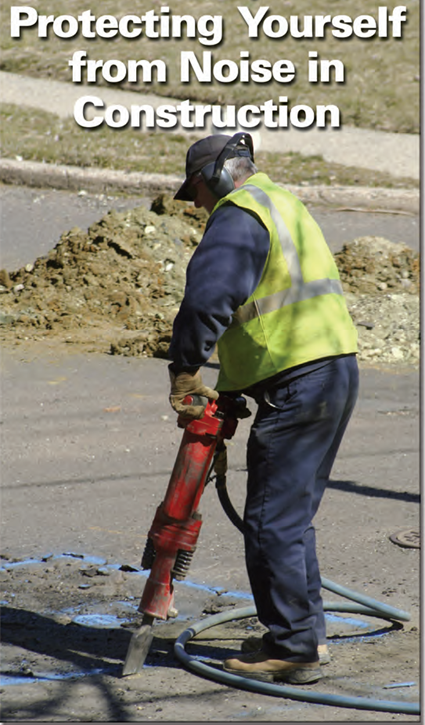 Protecting Yourself
from Noise in
Construction